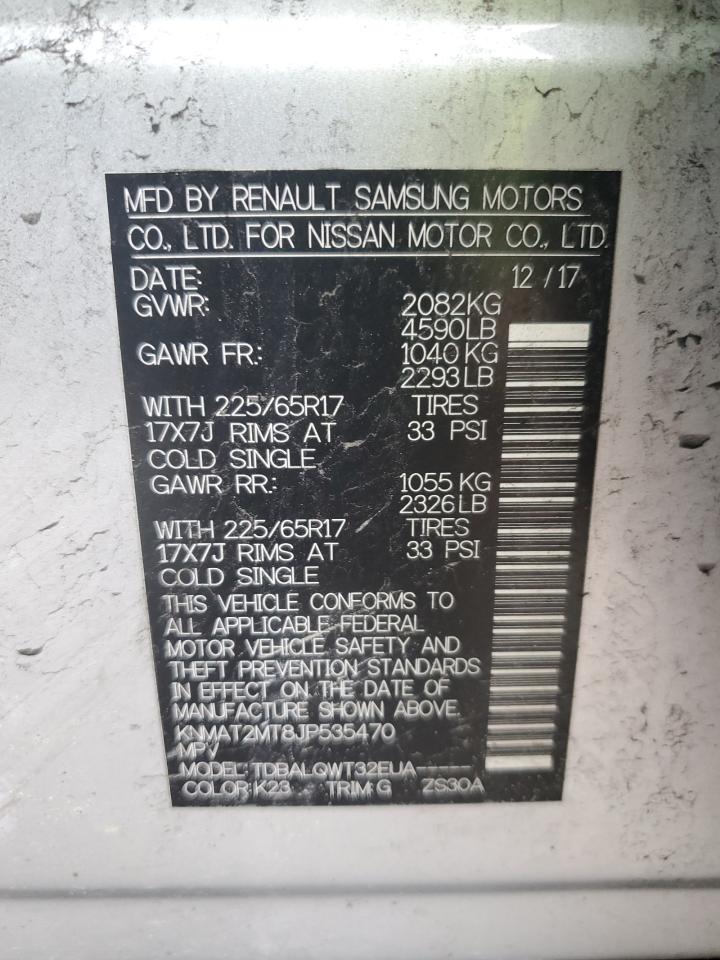 MFD BY RENAULT SAMSUNG MOTORS
CO., LTD. FOR NISSAN MOTOR CO., LTD.
DATE: 12 / 17
GVWR: 2082KG
4590LB
GAWR FR.: 1040 KG
2293LB
WITH 225/65R17 TIRES
17X7J RIMS AT 33 PSI
COLD SINGLE
GAWR RR.: 1055 KG
2326LB
WITH 225/65R17 TIRES
17X7J RIMS AT 33 PSI
COLD SINGLE
THIS VEHICLE CONFORMS TO
ALL APPLICABLE FEDERAL
MOTOR VEHICLE SAFETY AND
THEFT PREVENTION STANDARDS
IN EFFECT ON THE DATE OF
MANUFACTURE SHOWN ABOVE.
KNMAT2MT8JP535470
MPV
MODEL: TDBALQWT32EUA-----
COLOR: K23 TRIM: G ZS30A